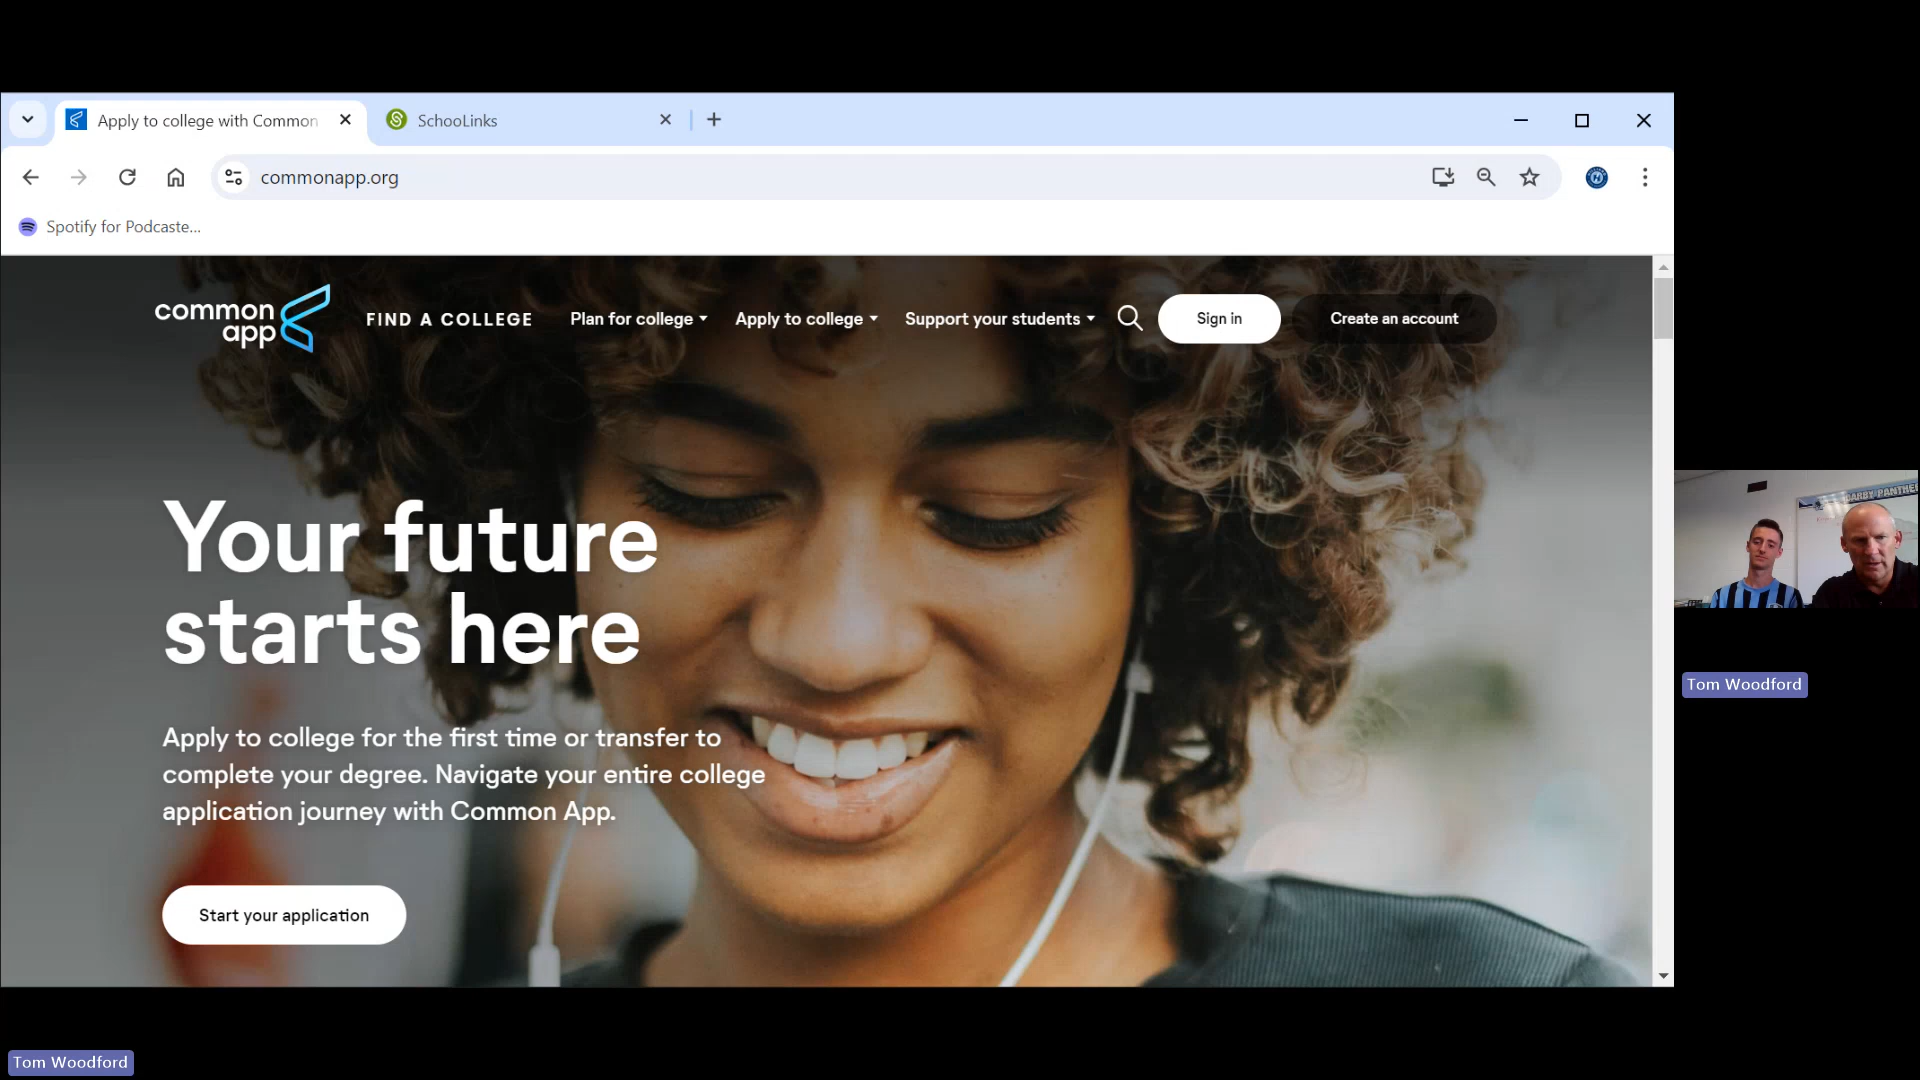 Apply to college with Common
SchooLinks
commonapp.org
Spotify for Podcaste...
common
app
FIND A COLLEGE
Plan for college
Apply to college
Support your students
Sign in
Create an account
Your future
starts here
Apply to college for the first time or transfer to
complete your degree. Navigate your entire college
application journey with Common App.
Start your application
DARBY PANTHER
Tom Woodford
Tom Woodford